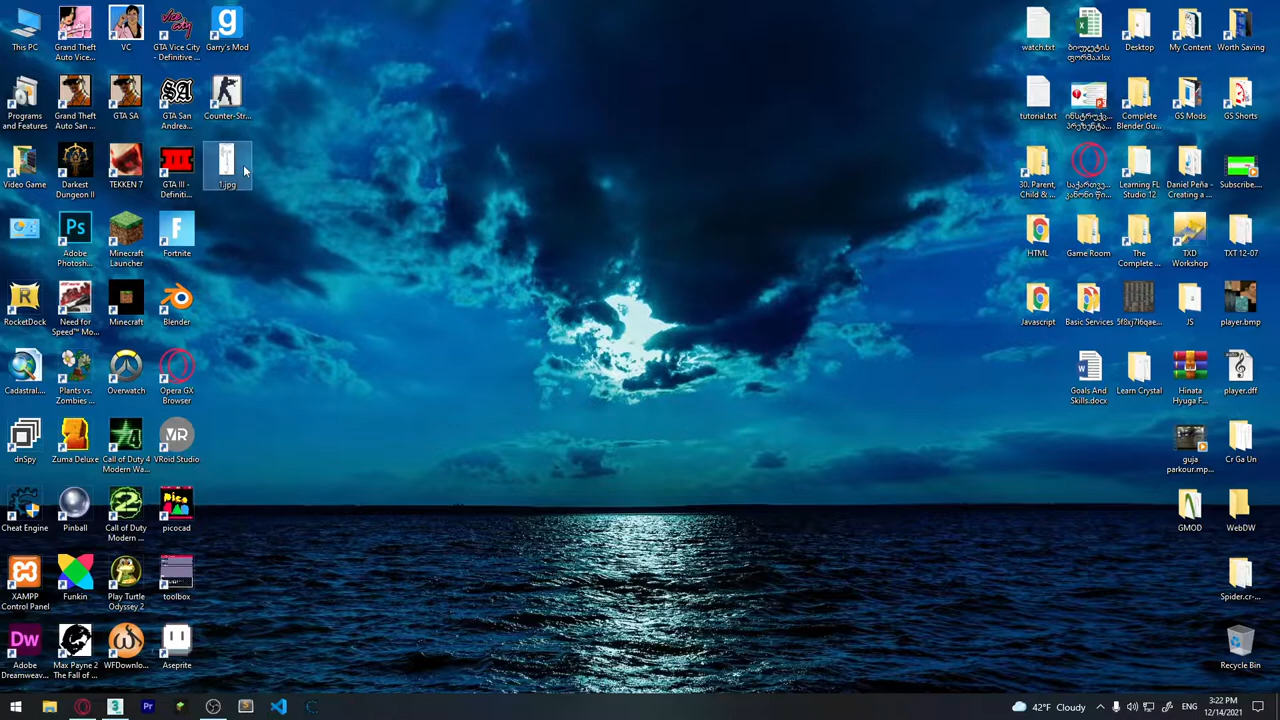 This PC
Grand Theft
Auto Vice...
VC
GTA Vice City
- Definitive ...
Garry's Mod
Programs
and Features
Grand Theft
Auto San ...
GTA SA
GTA San
Andrea...
Counter-Str...
Video Game
Darkest
Dungeon II
TEKKEN 7
GTA III -
Definiti...
1.jpg
Adobe
Photosh...
Minecraft
Launcher
Fortnite
RocketDock
Need for
Speed™ Mo...
Minecraft
Blender
Cadastral....
Plants vs.
Zombies ...
Overwatch
Opera GX
Browser
dnSpy
Zuma Deluxe
Call of Duty 4
Modern Wa...
VRoid Studio
Cheat Engine
Pinball
Call of Duty
Modern ...
picocad
XAMPP
Control Panel
Funkin
Play Turtle
Odyssey 2
toolbox
Adobe
Dreamweav...
Max Payne 2
The Fall of ...
WFDownlo...
Aseprite
watch.txt
ბიუჯეტის
ფორმა.xlsx
Desktop
My Content
Worth Saving
tutorial.txt
ინსტრუქ...
პრეზენტა...
Complete
Blender Gu...
GS Mods
GS Shorts
30. Parent,
Child & ...
საქართვე...
კანონი წი...
Learning FL
Studio 12
Daniel Peña -
Creating a ...
Subscribe....
HTML
Game Room
The
Complete ...
TXD
Workshop
TXT 12-07
Javascript
Basic Services
5f8xj7l6qae...
JS
player.bmp
Goals And
Skills.docx
Learn Crystal
Hinata
Hyuga F...
player.dff
guja
parkour.mp...
Cr Ga Un
GMOD
WebDW
Spider.cr-...
Recycle Bin
42°F Cloudy
ENG
3:22 PM
12/14/2021